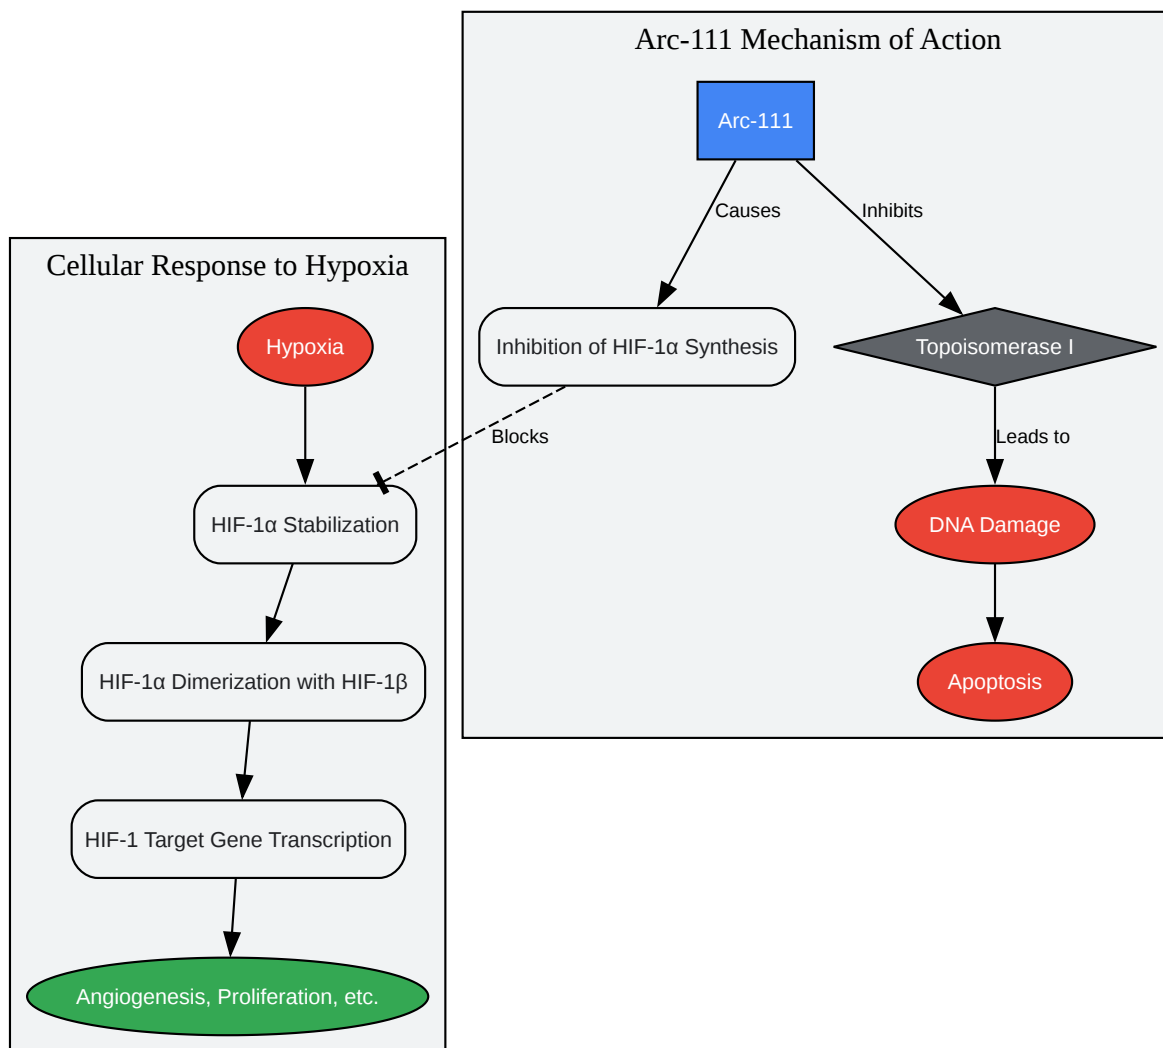 Arc-111 Mechanism of Action
Arc-111
Causes
Inhibits
Inhibition of HIF-1α Synthesis
Topoisomerase I
Blocks
Leads to
DNA Damage
Apoptosis
Cellular Response to Hypoxia
Hypoxia
HIF-1α Stabilization
HIF-1α Dimerization with HIF-1β
HIF-1 Target Gene Transcription
Angiogenesis, Proliferation, etc.